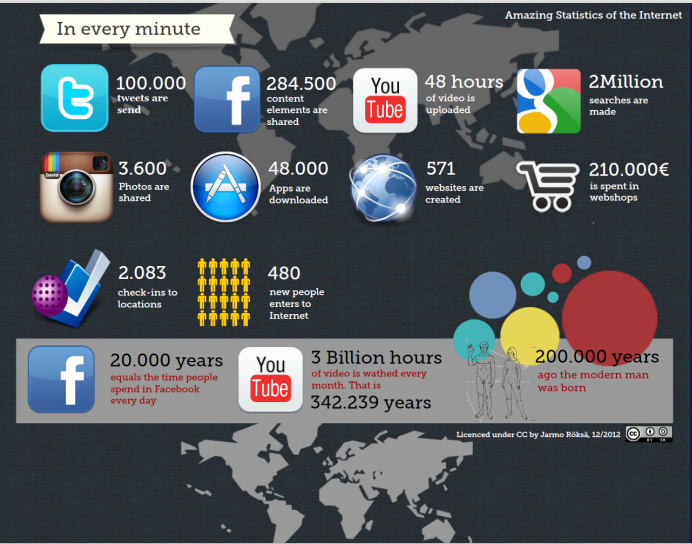 Amazing Statistics of the Internet
In every minute
100.000
tweets are
send
284.500
content
elements are
shared
You
Tube
48 hours
of video is
uploaded
2Million
searches are
made
3.600
Photos are
shared
48.000
Apps are
downloaded
571
websites are
created
210.000€
is spent in
webshops
2.083
check-ins to
locations
480
new people
enters to
Internet
20.000 years
equals the time people
spend in Facebook
every day
You
Tube
3 Billion hours
of video is wathed every
month. That is
342.239 years
200.000 years
ago the modern man
was born
Licenced under CC by Jarmo Röksä, 12/2012